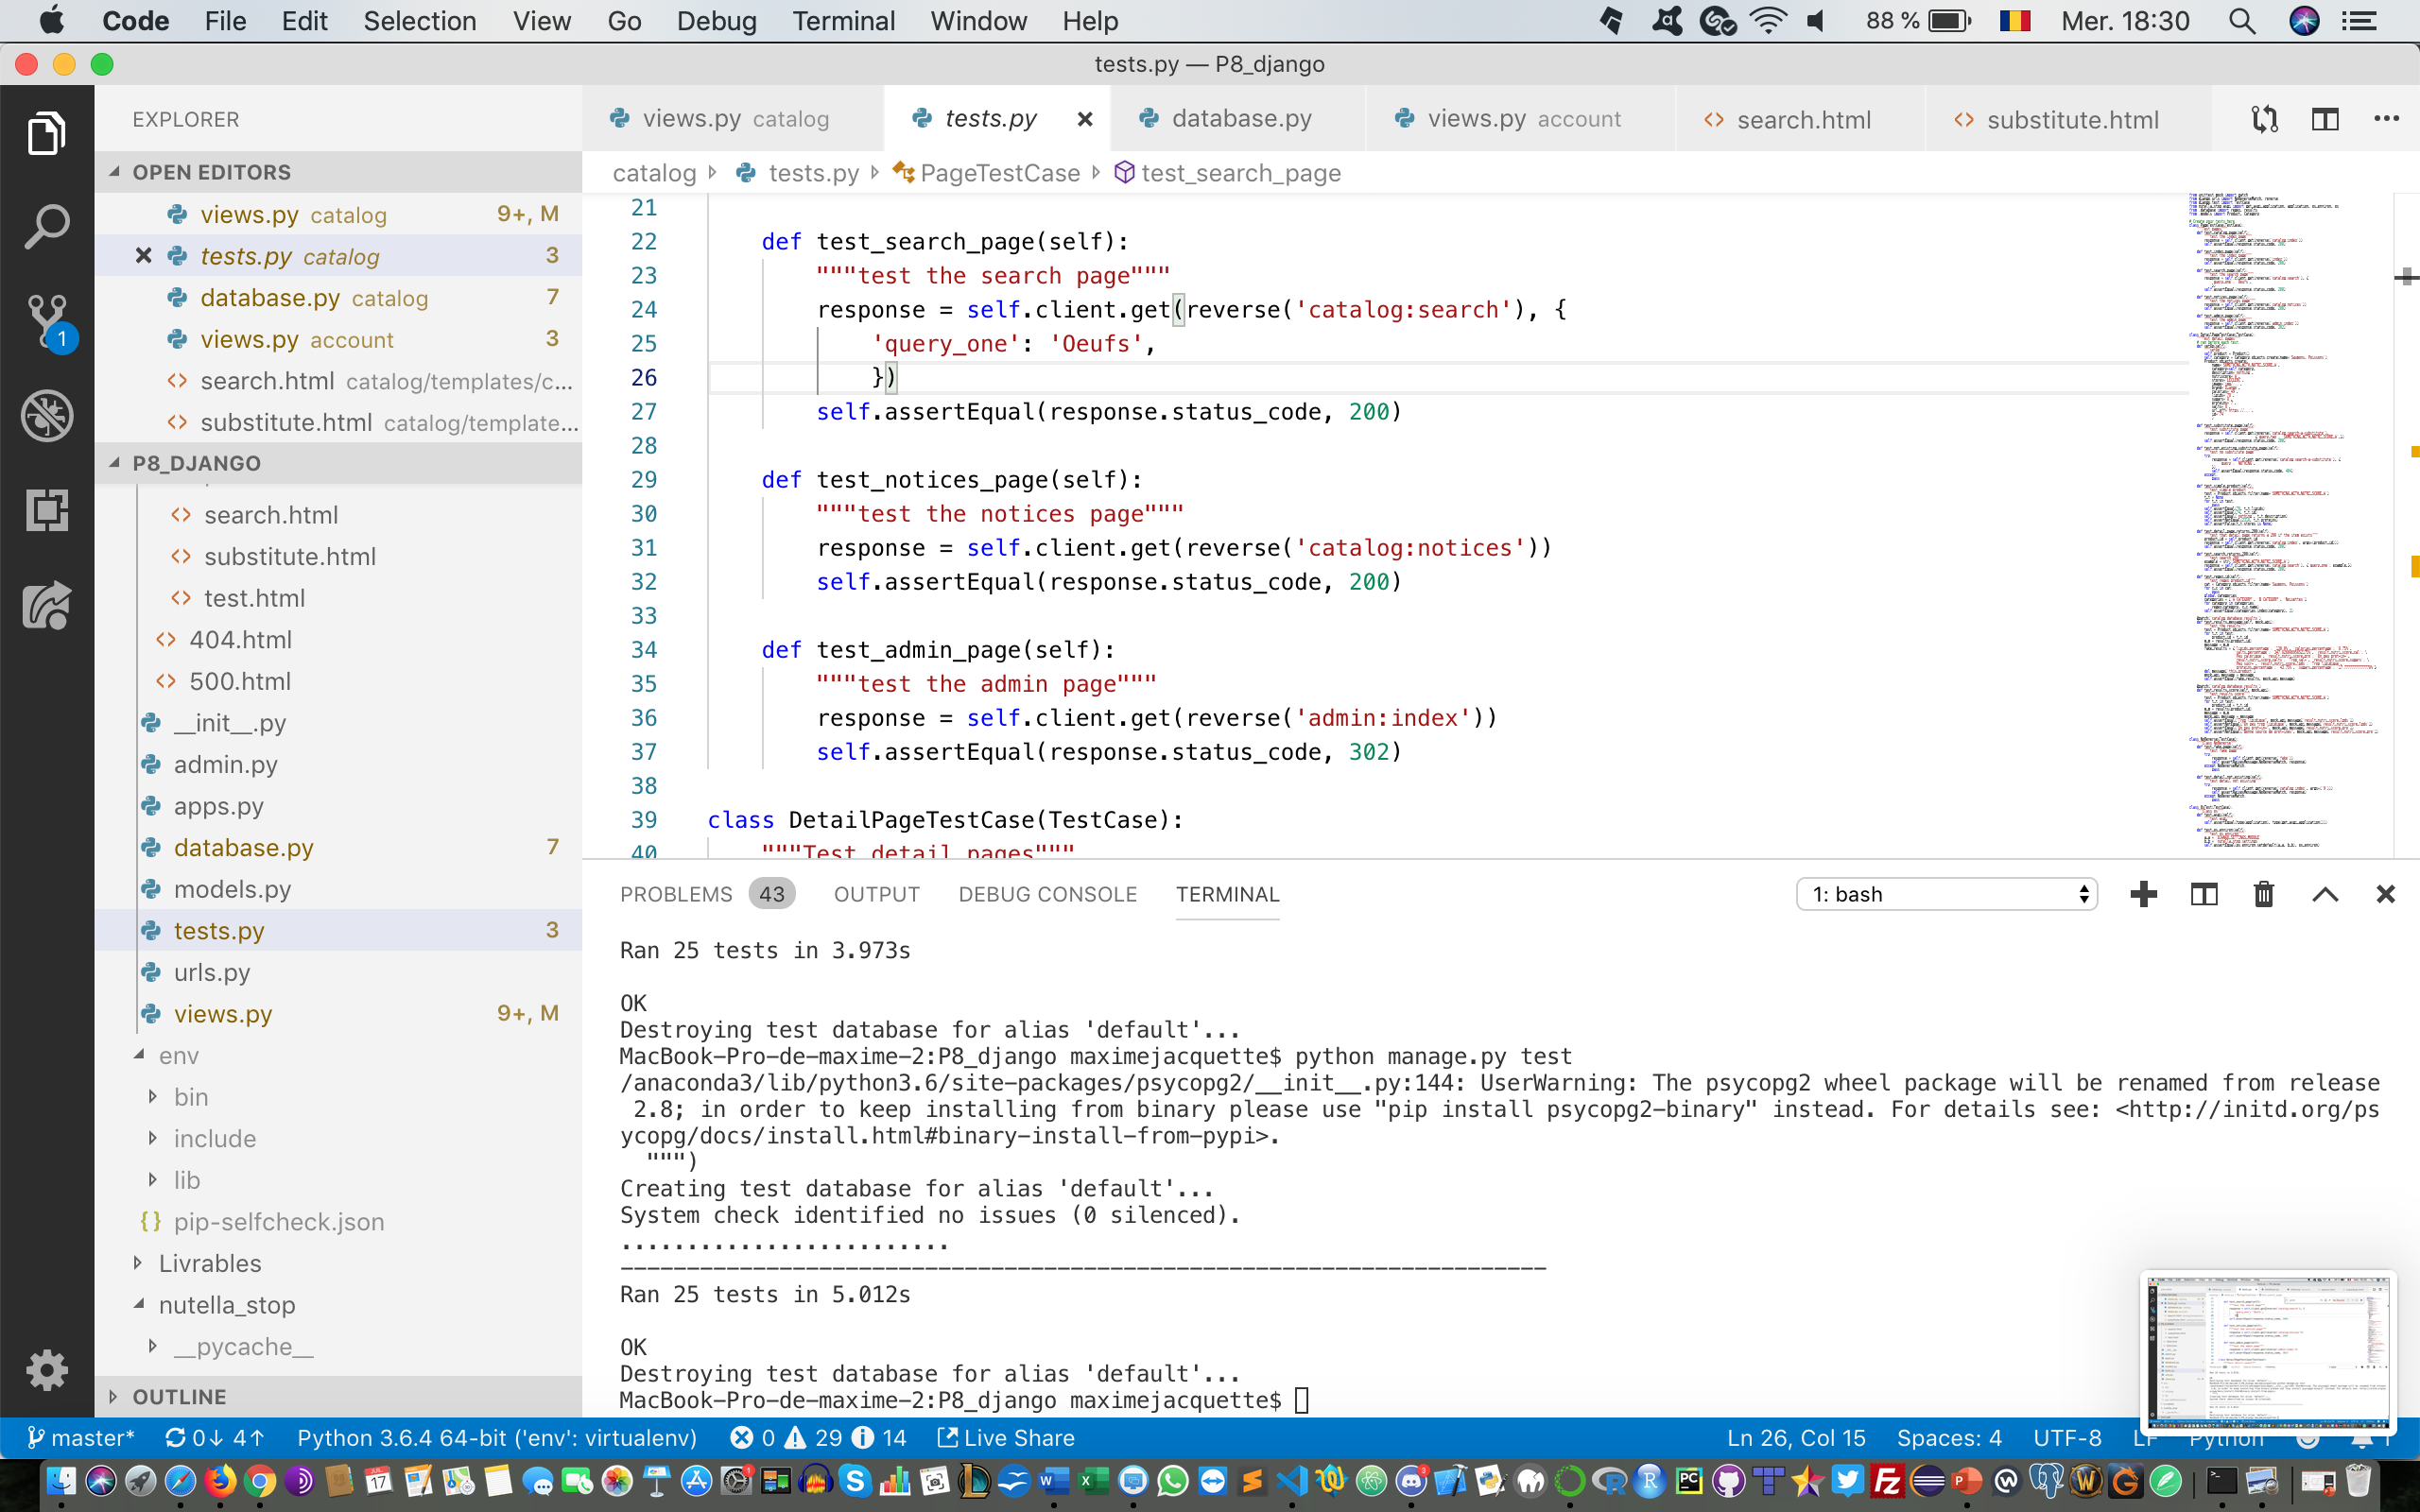 Code File Edit Selection View Go Debug Terminal Window Help 88 % Mer. 18:30
tests.py — P8_django
EXPLORER
OPEN EDITORS
views.py catalog 9+, M
tests.py catalog 3
database.py catalog 7
views.py account 3
search.html catalog/templates/c...
substitute.html catalog/template...
P8_DJANGO
search.html
substitute.html
test.html
404.html
500.html
__init__.py
admin.py
apps.py
database.py 7
models.py
tests.py 3
urls.py
views.py 9+, M
env
bin
include
lib
pip-selfcheck.json
Livrables
nutella_stop
__pycache__
OUTLINE
1
views.py catalog tests.py database.py views.py account search.html substitute.html
catalog tests.py PageTestCase test_search_page
21
22 def test_search_page(self):
23 """test the search page"""
24 response = self.client.get(reverse('catalog:search'), {
25 'query_one': 'Oeufs',
26 })
27 self.assertEqual(response.status_code, 200)
28
29 def test_notices_page(self):
30 """test the notices page"""
31 response = self.client.get(reverse('catalog:notices'))
32 self.assertEqual(response.status_code, 200)
33
34 def test_admin_page(self):
35 """test the admin page"""
36 response = self.client.get(reverse('admin:index'))
37 self.assertEqual(response.status_code, 302)
38
39 class DetailPageTestCase(TestCase):
40 """Test detail pages"""
PROBLEMS 43 OUTPUT DEBUG CONSOLE TERMINAL 1: bash
Ran 25 tests in 3.973s
OK
Destroying test database for alias 'default'...
MacBook-Pro-de-maxime-2:P8_django maximejacquette$ python manage.py test
/anaconda3/lib/python3.6/site-packages/psycopg2/__init__.py:144: UserWarning: The psycopg2 wheel package will be renamed from release
2.8; in order to keep installing from binary please use "pip install psycopg2-binary" instead. For details see: <http://initd.org/ps
ycopg/docs/install.html#binary-install-from-pypi>.
""")
Creating test database for alias 'default'...
System check identified no issues (0 silenced).
.........................
----------------------------------------------------------------------
Ran 25 tests in 5.012s
OK
Destroying test database for alias 'default'...
MacBook-Pro-de-maxime-2:P8_django maximejacquette$
master* 0↓ 4↑ Python 3.6.4 64-bit ('env': virtualenv) 0 29 14 Live Share Ln 26, Col 15 Spaces: 4 UTF-8 LF Python 1